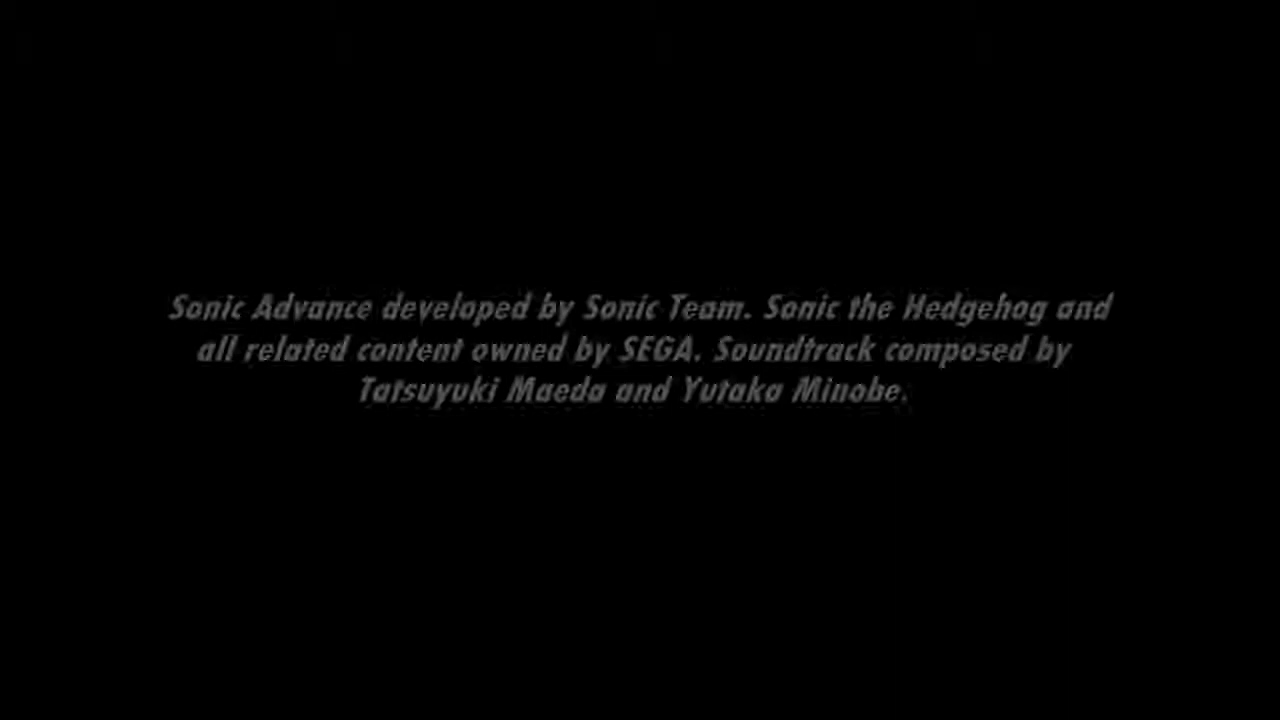 Sonic Advance developed by Sonic Team. Sonic the Hedgehog and
all related content owned by SEGA. Soundtrack composed by
Tatsuyuki Maeda and Yutaka Minobe.